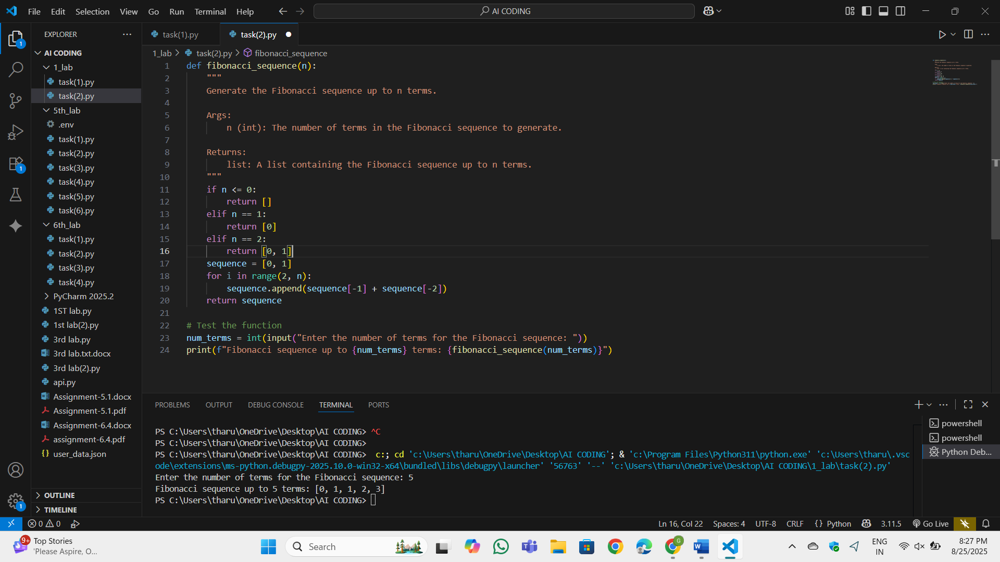 File Edit Selection View Go Run Terminal Help
AI CODING
EXPLORER
AI CODING
1_lab
task(1).py
task(2).py
5th_lab
.env
task(1).py
task(2).py
task(3).py
task(4).py
task(5).py
task(6).py
6th_lab
task(1).py
task(2).py
task(3).py
task(4).py
PyCharm 2025.2
1ST lab.py
1st lab(2).py
3rd lab.py
3rd lab.txt.docx
3rd lab(2).py
api.py
Assignment-5.1.docx
Assignment-5.1.pdf
Assignment-6.4.docx
assignment-6.4.pdf
user_data.json
OUTLINE
TIMELINE
1
1
1
task(1).py task(2).py
1_lab > task(2).py > fibonacci_sequence
1 def fibonacci_sequence(n):
2 """
3 Generate the Fibonacci sequence up to n terms.
4
5 Args:
6 n (int): The number of terms in the Fibonacci sequence to generate.
7
8 Returns:
9 list: A list containing the Fibonacci sequence up to n terms.
10 """
11 if n <= 0:
12 return []
13 elif n == 1:
14 return [0]
15 elif n == 2:
16 return [0, 1]
17 sequence = [0, 1]
18 for i in range(2, n):
19 sequence.append(sequence[-1] + sequence[-2])
20 return sequence
21
22 # Test the function
23 num_terms = int(input("Enter the number of terms for the Fibonacci sequence: "))
24 print(f"Fibonacci sequence up to {num_terms} terms: {fibonacci_sequence(num_terms)}")
PROBLEMS OUTPUT DEBUG CONSOLE TERMINAL PORTS
PS C:\Users\tharu\OneDrive\Desktop\AI CODING> ^C
PS C:\Users\tharu\OneDrive\Desktop\AI CODING>
PS C:\Users\tharu\OneDrive\Desktop\AI CODING> c:; cd 'c:\Users\tharu\OneDrive\Desktop\AI CODING'; & 'c:\Program Files\Python311\python.exe' 'c:\Users\tharu\.vsc
ode\extensions\ms-python.debugpy-2025.10.0-win32-x64\bundled\libs\debugpy\launcher' '56763' '--' 'c:\Users\tharu\OneDrive\Desktop\AI CODING\1_lab\task(2).py'
Enter the number of terms for the Fibonacci sequence: 5
Fibonacci sequence up to 5 terms: [0, 1, 1, 2, 3]
PS C:\Users\tharu\OneDrive\Desktop\AI CODING>
powershell
powershell
Python Deb...
0 0
Ln 16, Col 22 Spaces: 4 UTF-8 CRLF {} Python 3.11.5 Go Live
9+
Top Stories
'Please Aspire, O...
Search
G
ENG
IN
8:27 PM
8/25/2025